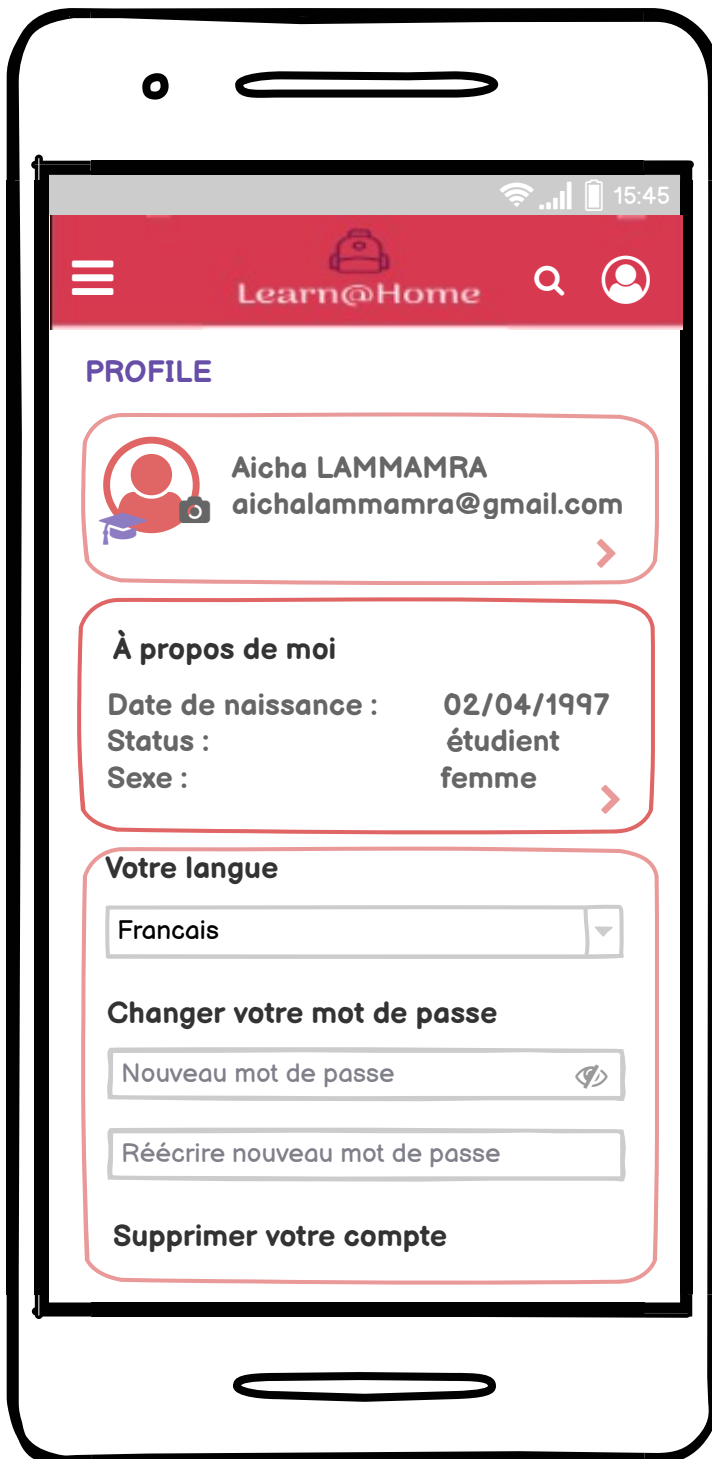 15:45
Learn@Home
PROFILE
Aicha LAMMAMRA
aichalammamra@gmail.com
À propos de moi
Date de naissance : 02/04/1997
Status : étudient
Sexe : femme
Votre langue
Francais
Changer votre mot de passe
Nouveau mot de passe
Réécrire nouveau mot de passe
Supprimer votre compte